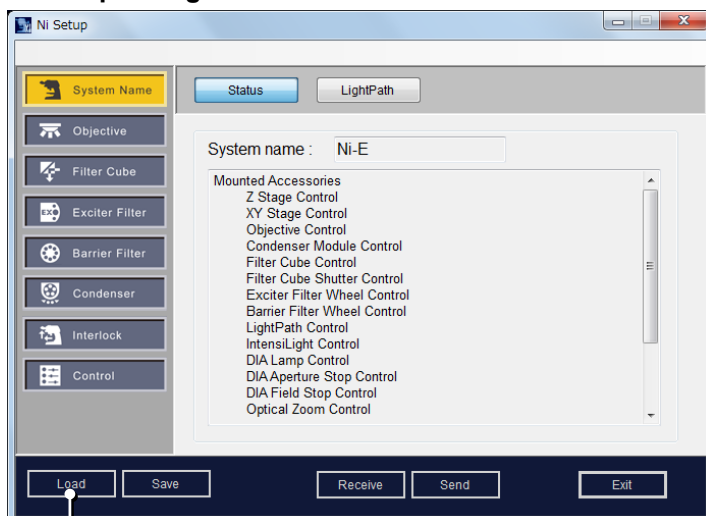 Ni Setup
System Name
Status
LightPath
Objective
Filter Cube
EXC
Exciter Filter
Barrier Filter
Condenser
Interlock
Control
System name : Ni-E
Mounted Accessories
Z Stage Control
XY Stage Control
Objective Control
Condenser Module Control
Filter Cube Control
Filter Cube Shutter Control
Exciter Filter Wheel Control
Barrier Filter Wheel Control
LightPath Control
IntensiLight Control
DIA Lamp Control
DIA Aperture Stop Control
DIA Field Stop Control
Optical Zoom Control
Load
Save
Receive
Send
Exit